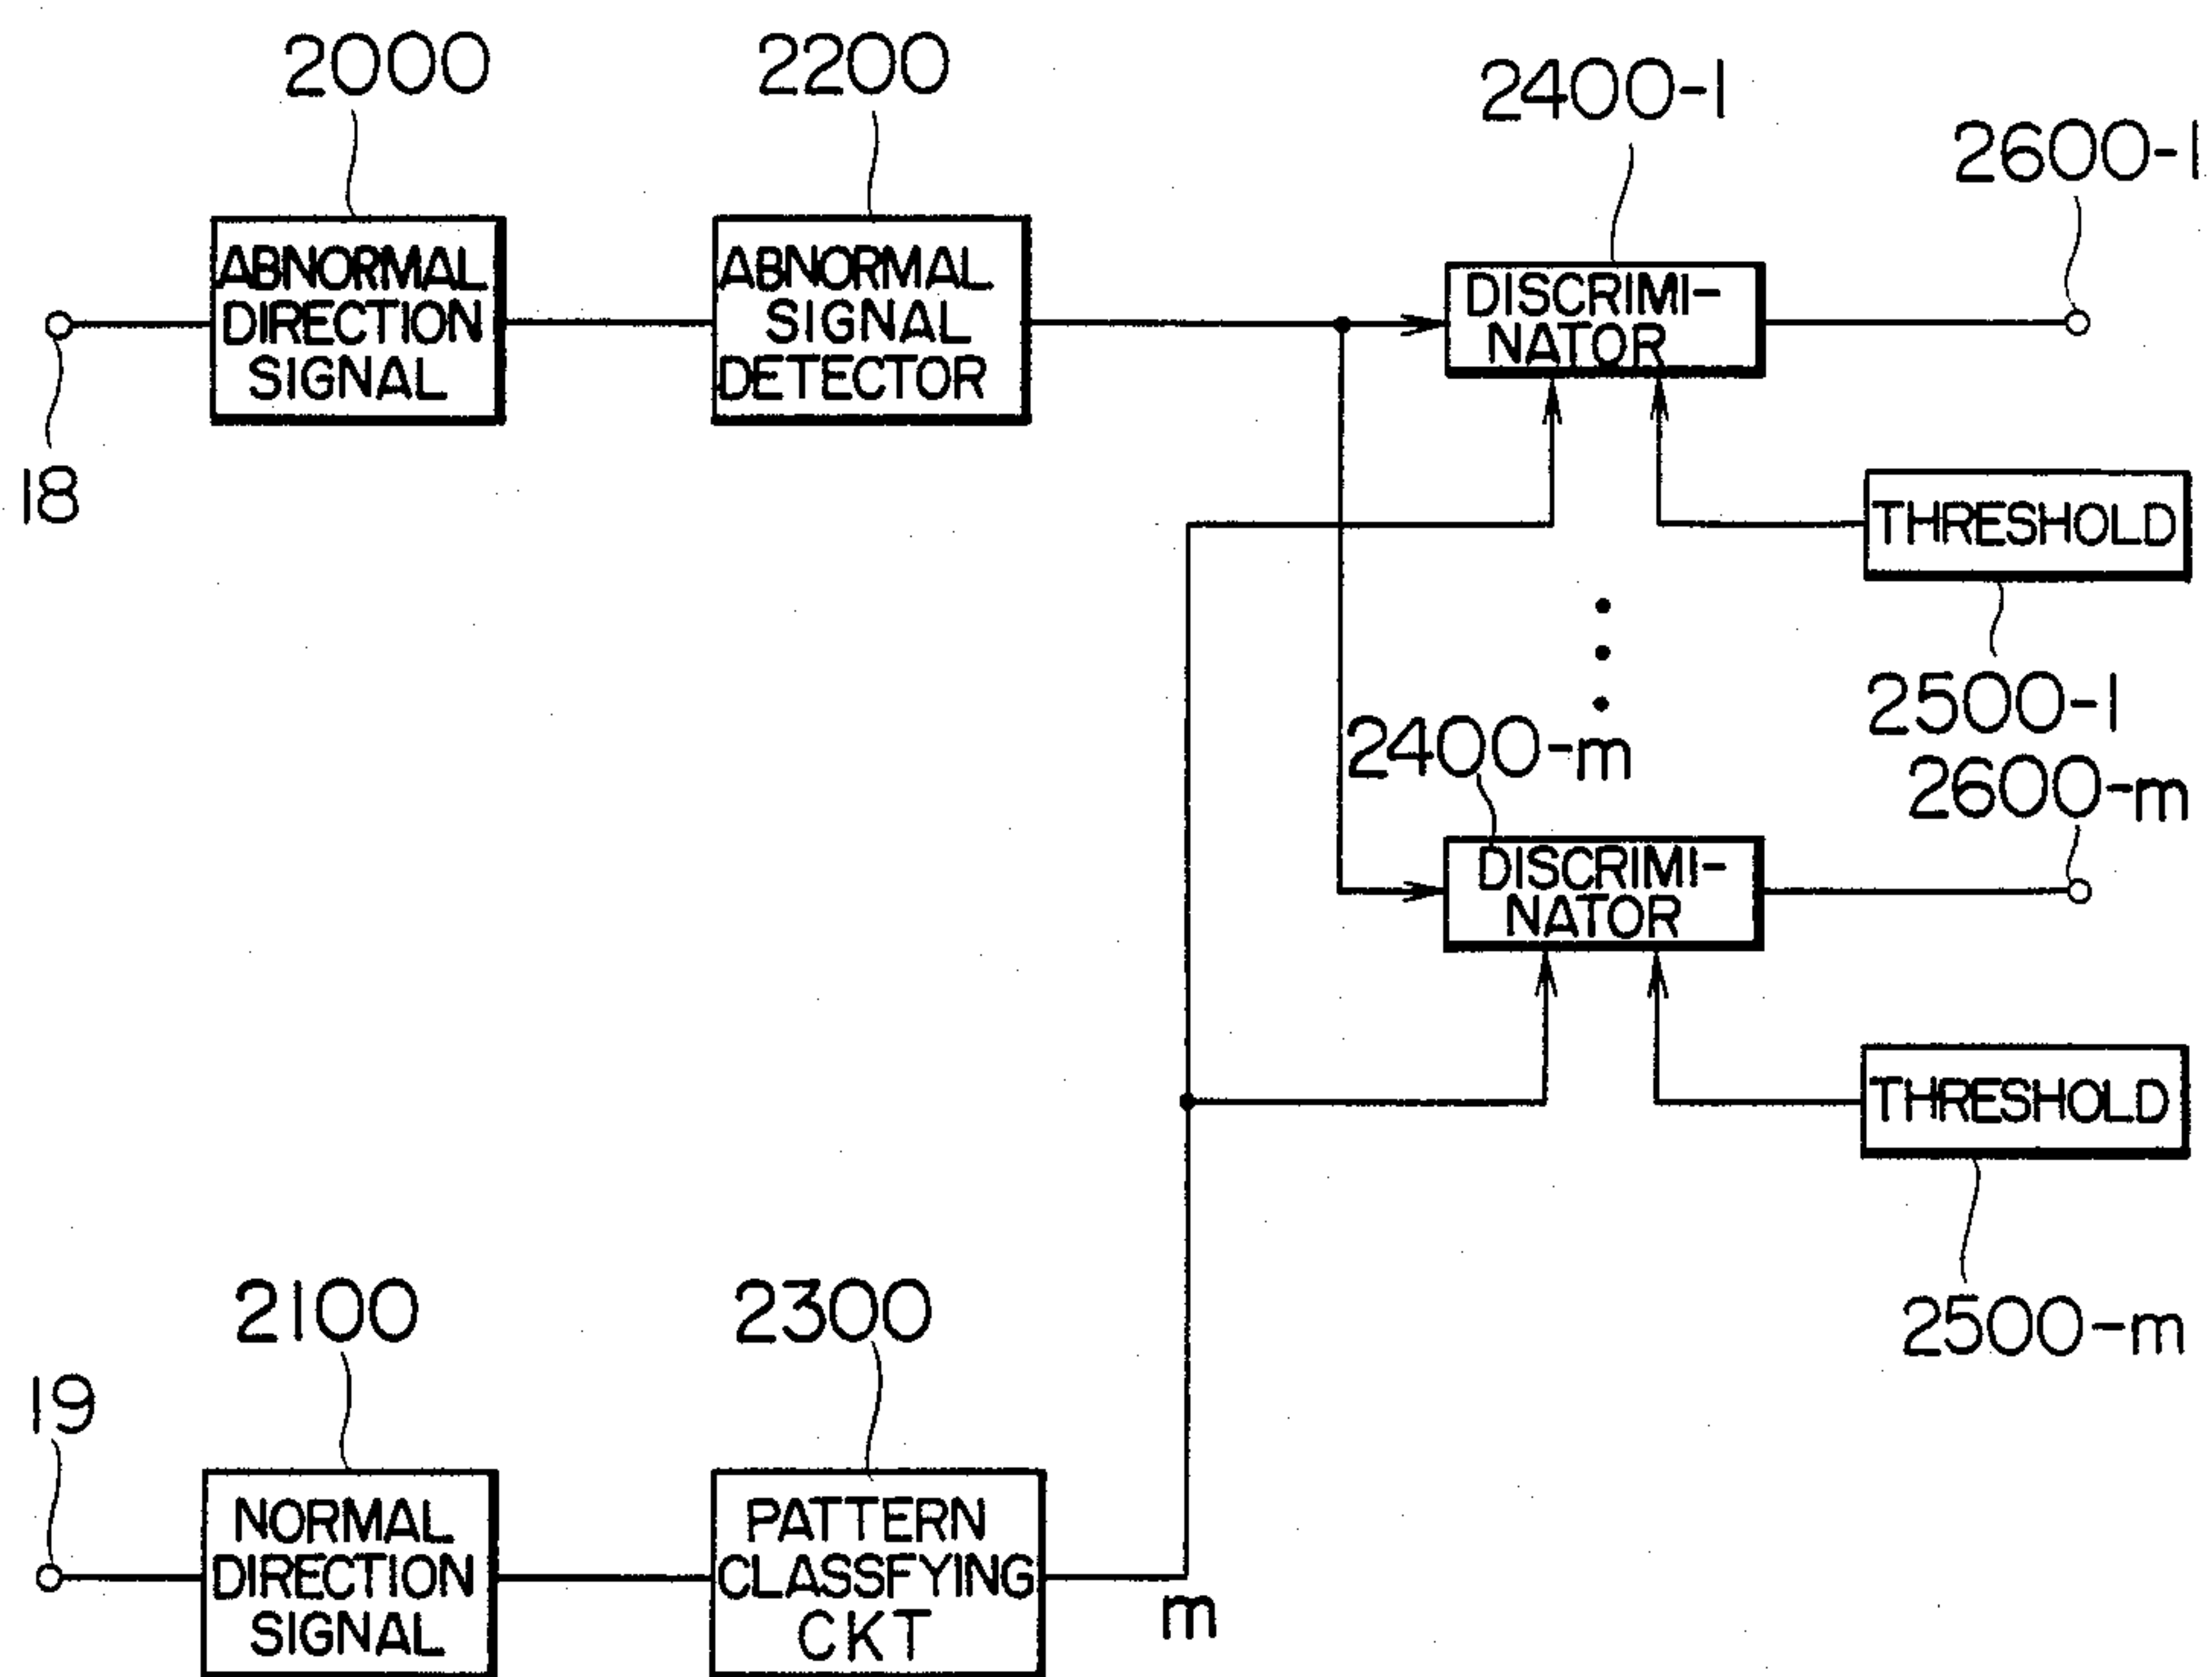 2000
2200
2400-1
2600-1
ABNORMAL
DIRECTION
SIGNAL
ABNORMAL
SIGNAL
DETECTOR
DISCRIMI-
NATOR
18
THRESHOLD
2500-1
2400-m
2600-m
DISCRIMI-
NATOR
THRESHOLD
2500-m
2100
2300
19
NORMAL
DIRECTION
SIGNAL
PATTERN
CLASSFYING
CKT
m